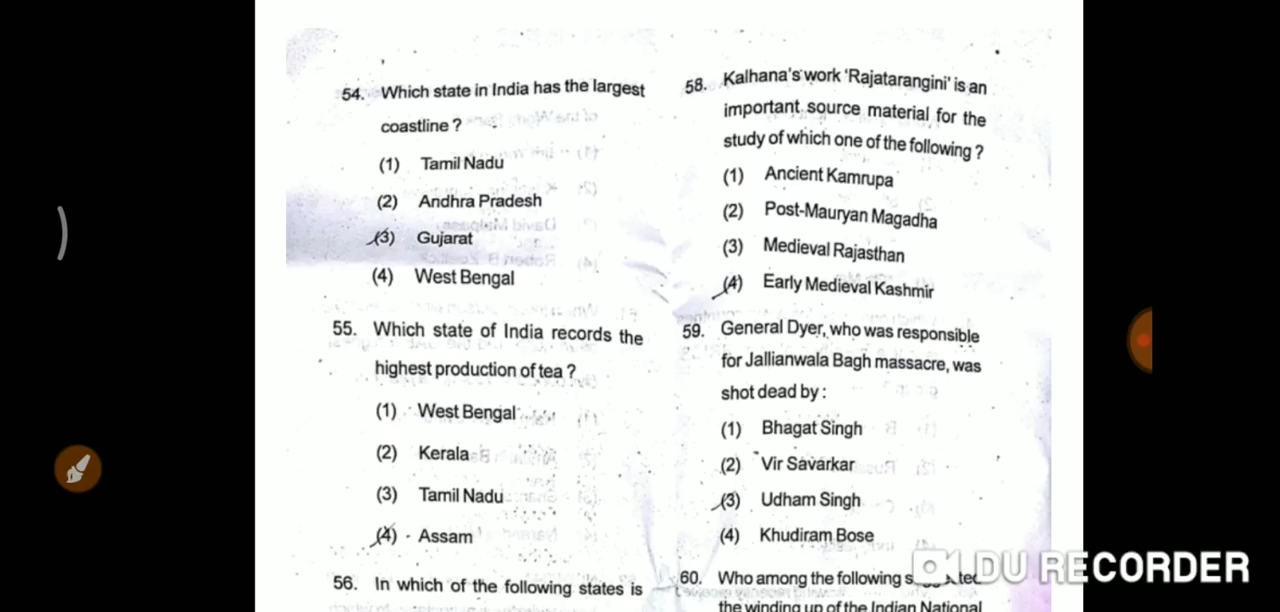 54. Which state in India has the largest
coastline ?
(1) Tamil Nadu
(2) Andhra Pradesh
(3) Gujarat
(4) West Bengal
55. Which state of India records the
highest production of tea ?
(1) West Bengal
(2) Kerala
(3) Tamil Nadu
(4) Assam
56. In which of the following states is
58. Kalhana's work 'Rajatarangini' is an
important source material for the
study of which one of the following ?
(1) Ancient Kamrupa
(2) Post-Mauryan Magadha
(3) Medieval Rajasthan
(4) Early Medieval Kashmir
59. General Dyer, who was responsible
for Jallianwala Bagh massacre, was
shot dead by :
(1) Bhagat Singh
(2) Vir Savarkar
(3) Udham Singh
(4) Khudiram Bose
60. Who among the following
the winding up of the Indian National
DU RECORDER